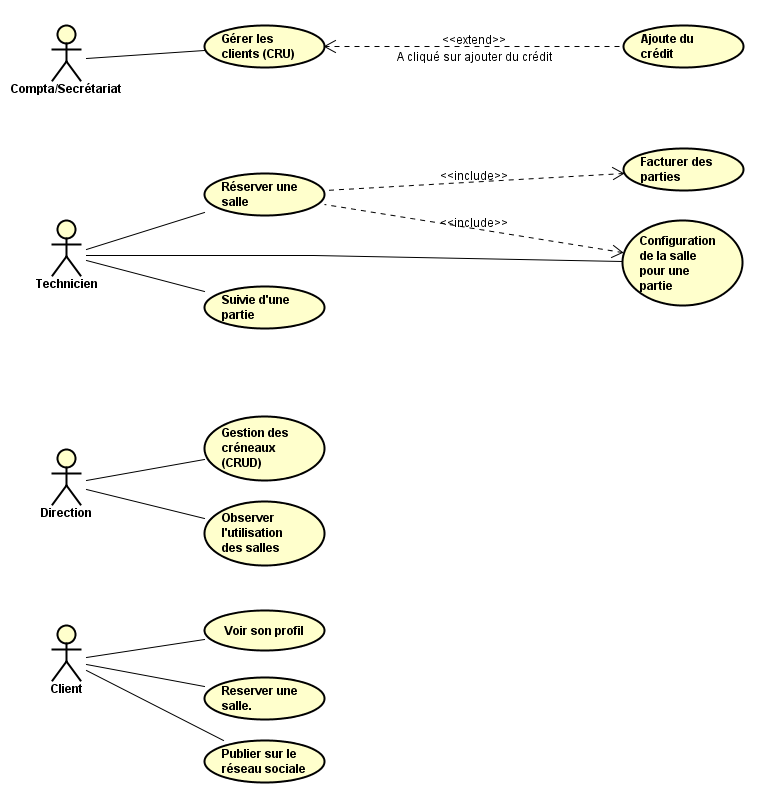 Gérer les
clients (CRU)
<<extend>>
A cliqué sur ajouter du crédit
Ajoute du
crédit
Compta/Secrétariat
Réserver une
salle
<<include>>
Facturer des
parties
<<include>>
Configuration
de la salle
pour une
partie
Technicien
Suivie d'une
partie
Gestion des
créneaux
(CRUD)
Direction
Observer
l'utilisation
des salles
Voir son profil
Client
Reserver une
salle.
Publier sur le
réseau sociale